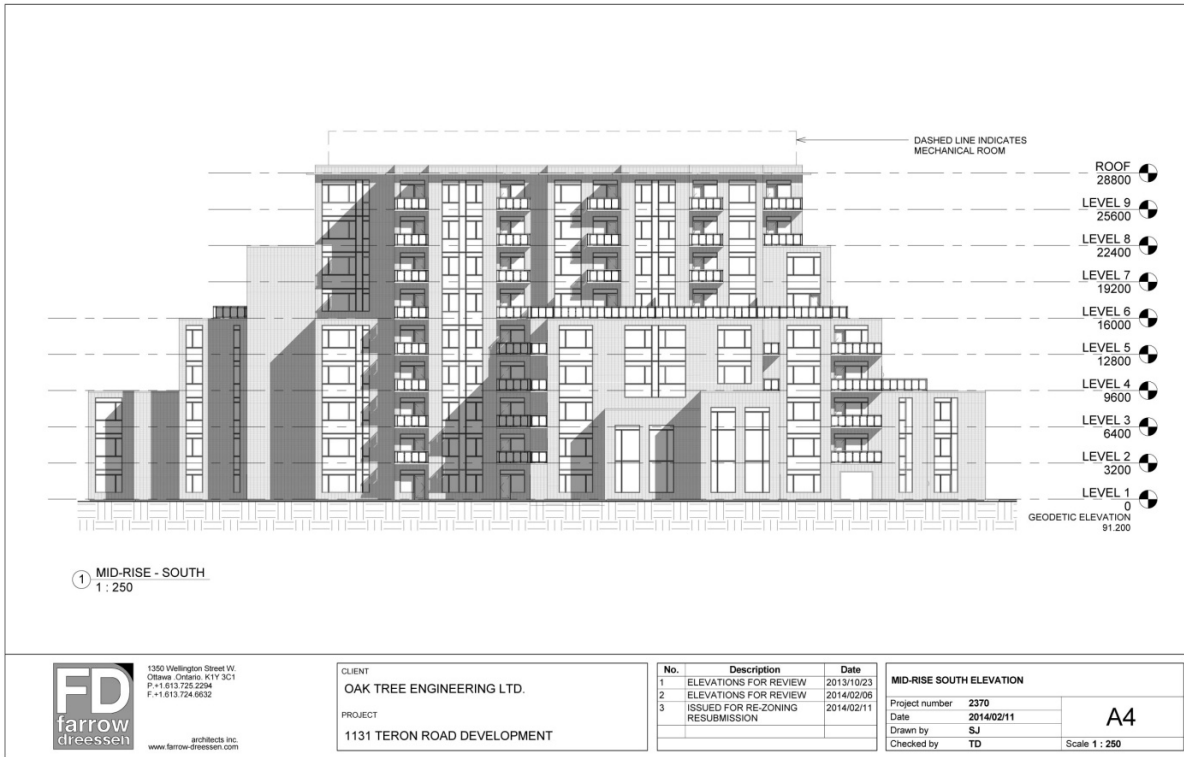 DASHED LINE INDICATES
MECHANICAL ROOM
ROOF
28800
LEVEL 9
25600
LEVEL 8
22400
LEVEL 7
19200
LEVEL 6
16000
LEVEL 5
12800
LEVEL 4
9600
LEVEL 3
6400
LEVEL 2
3200
LEVEL 1
0
GEODETIC ELEVATION
91.200
1 MID-RISE - SOUTH
1 : 250
FD
farrow
dreessen
1350 Wellington Street W.
Ottawa .Ontario. K1Y 3C1
P.+1.613.725.2294
F.+1.613.724.6632
architects inc.
www.farrow-dreessen.com
CLIENT
OAK TREE ENGINEERING LTD.
PROJECT
1131 TERON ROAD DEVELOPMENT
No. Description Date
1 ELEVATIONS FOR REVIEW 2013/10/23
2 ELEVATIONS FOR REVIEW 2014/02/06
3 ISSUED FOR RE-ZONING 2014/02/11
RESUBMISSION
MID-RISE SOUTH ELEVATION
Project number 2370
Date 2014/02/11
Drawn by SJ
Checked by TD
A4
Scale 1 : 250